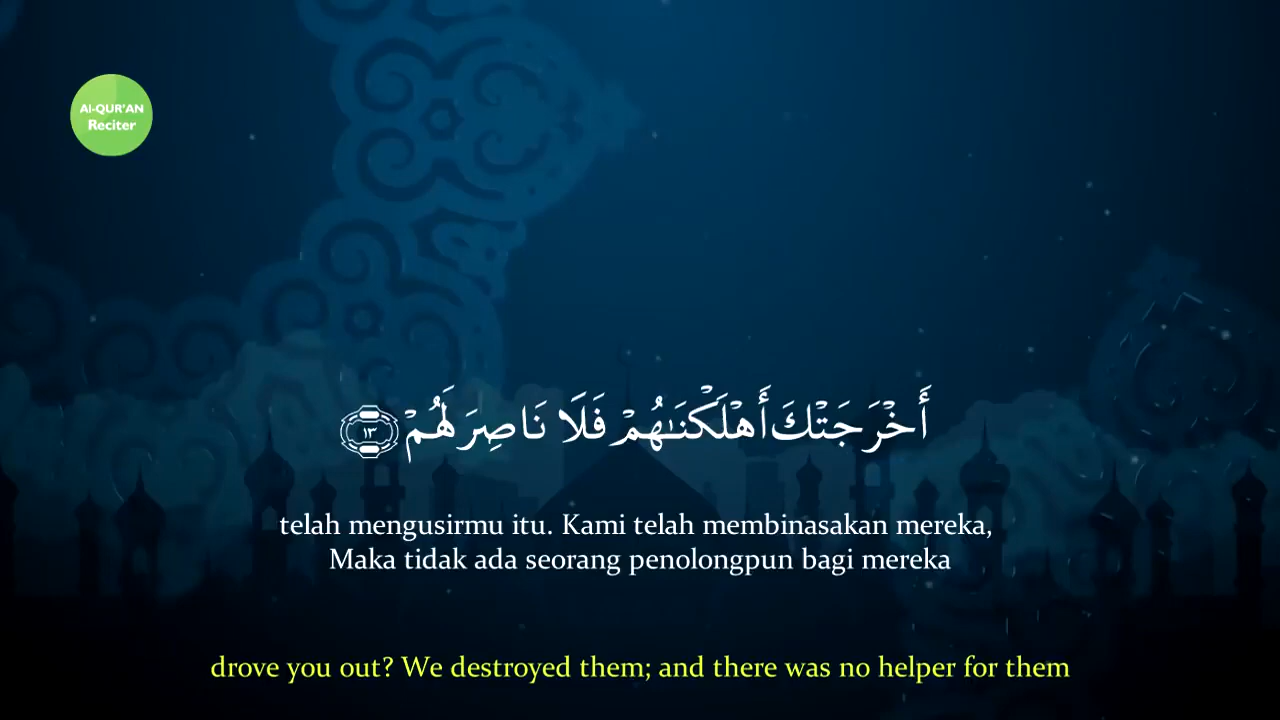 Al-QUR'AN
Reciter
أَخْرَجَتْكَ أَهْلَكْنَـٰهُمْ فَلَا نَاصِرَ لَهُمْ ١٣
telah mengusirmu itu. Kami telah membinasakan mereka,
Maka tidak ada seorang penolongpun bagi mereka
drove you out? We destroyed them; and there was no helper for them